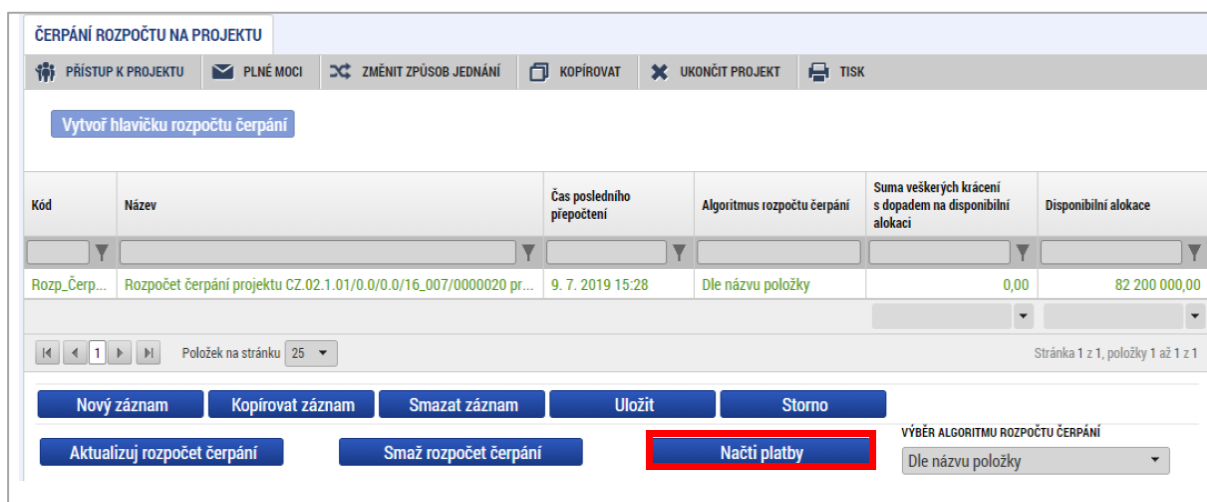 ČERPÁNÍ ROZPOČTU NA PROJEKTU
PŘÍSTUP K PROJEKTU PLNÉ MOCI ZMĚNIT ZPŮSOB JEDNÁNÍ KOPÍROVAT UKONČIT PROJEKT TISK
Vytvoř hlavičku rozpočtu čerpání
Kód Název Čas posledního přepočtení Algoritmus rozpočtu čerpání Suma veškerých krácení s dopadem na disponibilní alokaci Disponibilní alokace
Rozp_Čerp... Rozpočet čerpání projektu CZ.02.1.01/0.0/0.0/16_007/0000020 pr... 9. 7. 2019 15:28 Dle názvu položky 0,00 82 200 000,00
1 Položek na stránku 25 Stránka 1 z 1, položky 1 až 1 z 1
Nový záznam Kopírovat záznam Smazat záznam Uložit Storno
VÝBĚR ALGORITMU ROZPOČTU ČERPÁNÍ
Aktualizuj rozpočet čerpání Smaž rozpočet čerpání Načti platby Dle názvu položky